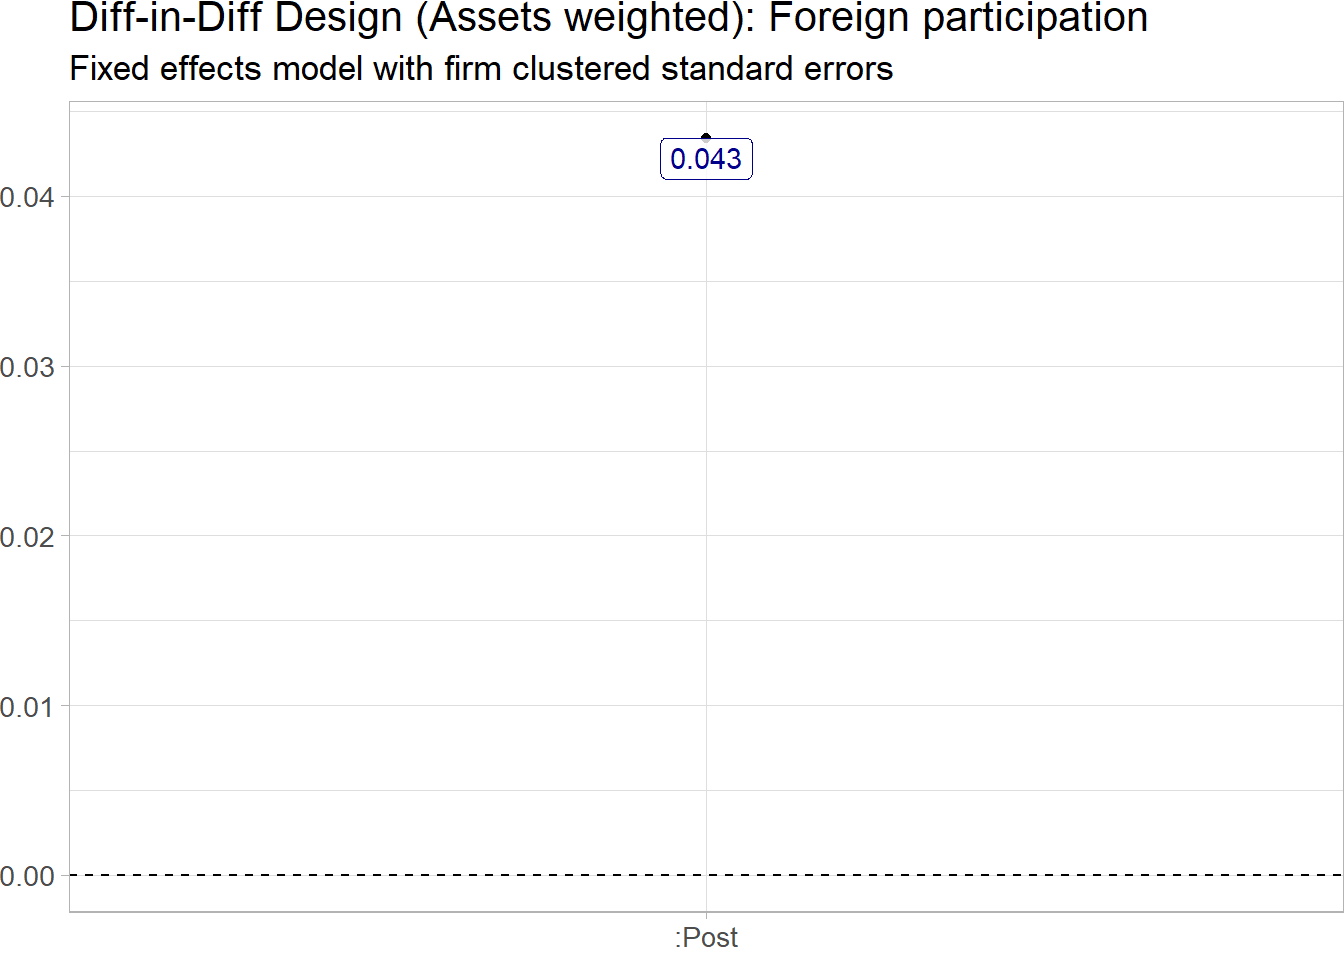 Diff-in-Diff Design (Assets weighted): Foreign participation
Fixed effects model with firm clustered standard errors
0.043
0.04
0.03
0.02
0.01
0.00
:Post